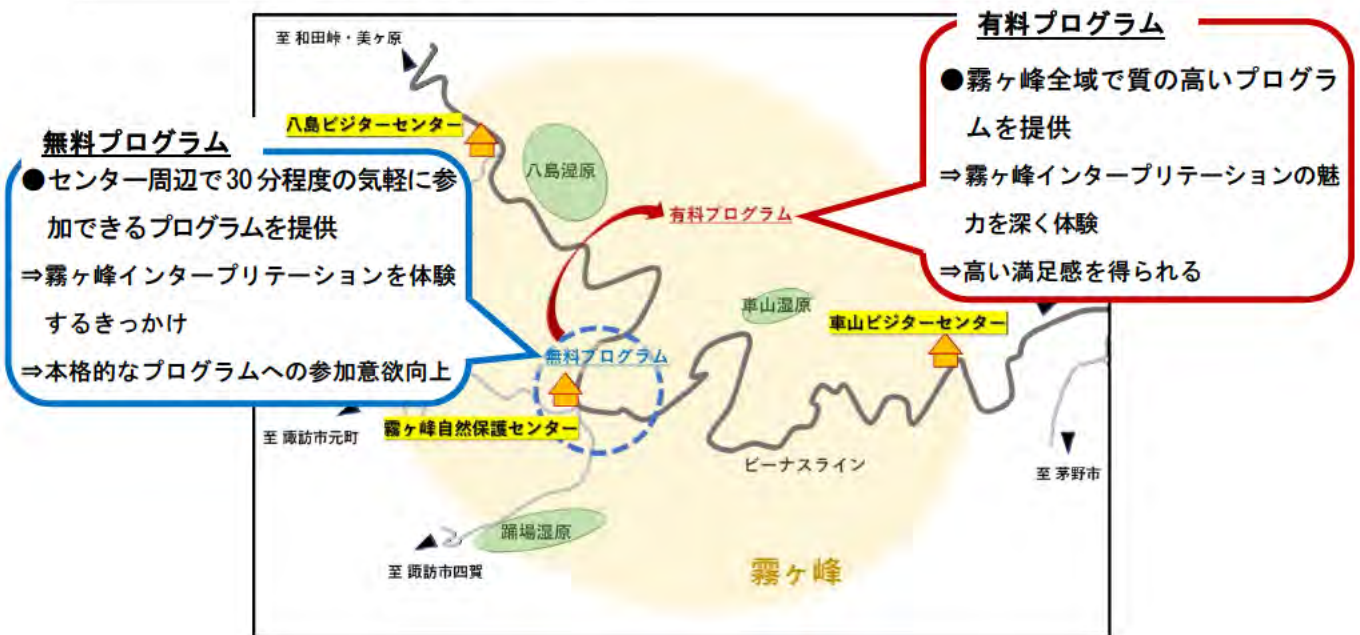 有料プログラム
●霧ヶ峰全域で質の高いプログラ
ムを提供
⇒霧ヶ峰インタープリテーションの魅
力を深く体験
⇒高い満足感を得られる
無料プログラム
●センター周辺で30分程度の気軽に参
加できるプログラムを提供
⇒霧ヶ峰インタープリテーションを体験
するきっかけ
⇒本格的なプログラムへの参加意欲向上
至 和田峠・美ヶ原
八島ビジターセンター
八島湿原
有料プログラム
車山湿原
車山ビジターセンター
無料プログラム
霧ヶ峰自然保護センター
至 諏訪市元町
ビーナスライン
至 茅野市
踊場湿原
至 諏訪市四賀
霧ヶ峰